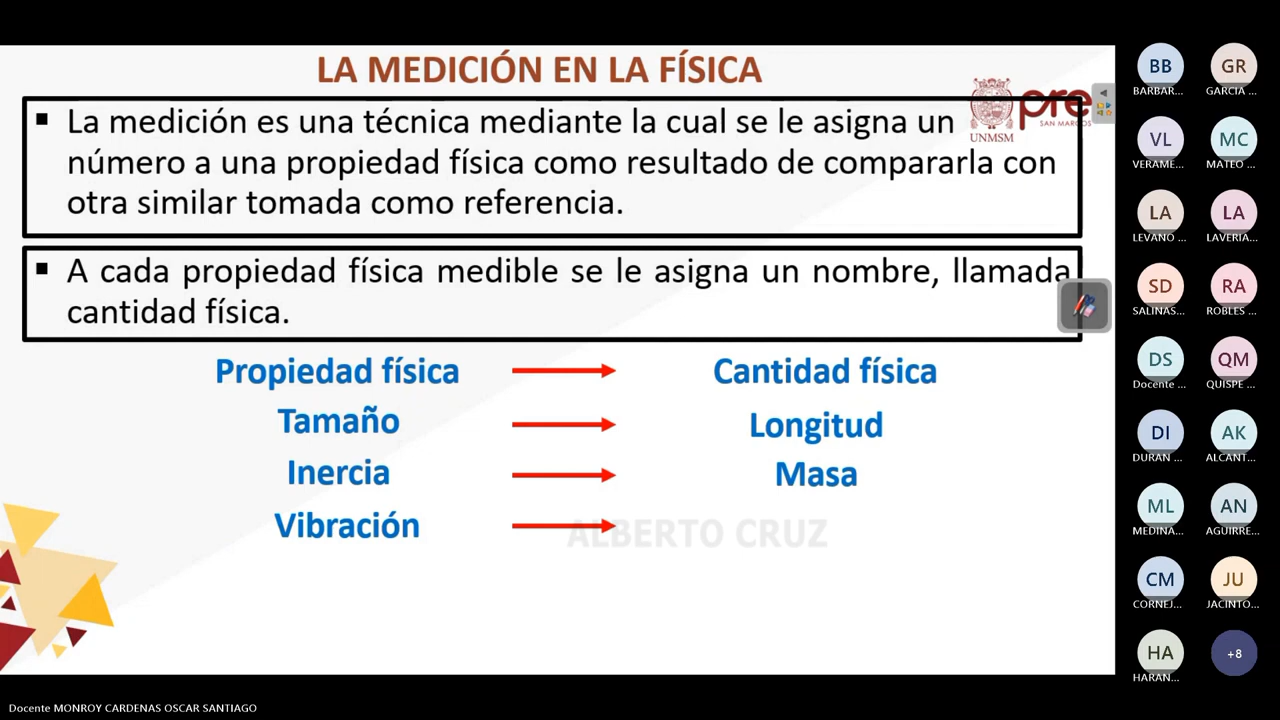 LA MEDICIÓN EN LA FÍSICA
▪ La medición es una técnica mediante la cual se le asigna un
número a una propiedad física como resultado de compararla con
otra similar tomada como referencia.
UNMSM
pre
SAN MARCOS
▪ A cada propiedad física medible se le asigna un nombre, llamada
cantidad física.
Propiedad física Cantidad física
Tamaño Longitud
Inercia Masa
Vibración
ALBERTO CRUZ
BB GR
BARBAR... GARCIA ...
VL MC
VERAME... MATEO ...
LA LA
LEVANO ... LAVERIA...
SD RA
SALINAS... ROBLES ...
DS QM
Docente ... QUISPE ...
DI AK
DURAN ... ALCANT...
ML AN
MEDINA... AGUIRRE...
CM JU
CORNEJ... JACINTO...
HA +8
HARAN...
Docente MONROY CARDENAS OSCAR SANTIAGO